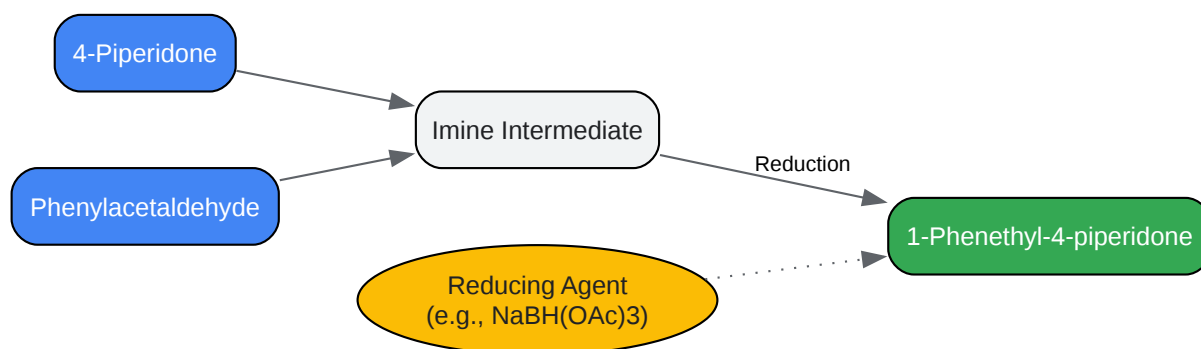 4-Piperidone
Imine Intermediate
Reduction
Phenylacetaldehyde
1-Phenethyl-4-piperidone
Reducing Agent
(e.g., NaBH(OAc)3)